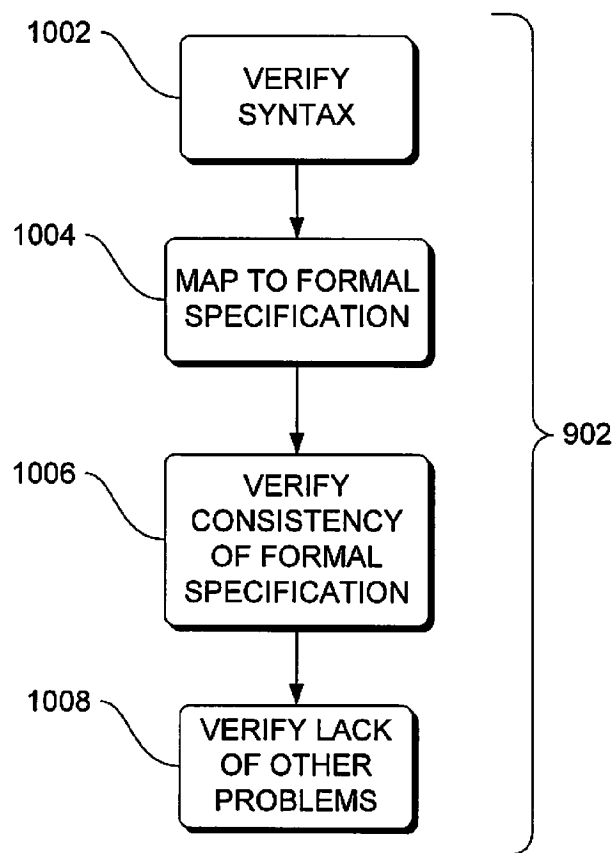 1002
VERIFY
SYNTAX
1004
MAP TO FORMAL
SPECIFICATION
902
1006
VERIFY
CONSISTENCY
OF FORMAL
SPECIFICATION
1008
VERIFY LACK
OF OTHER
PROBLEMS